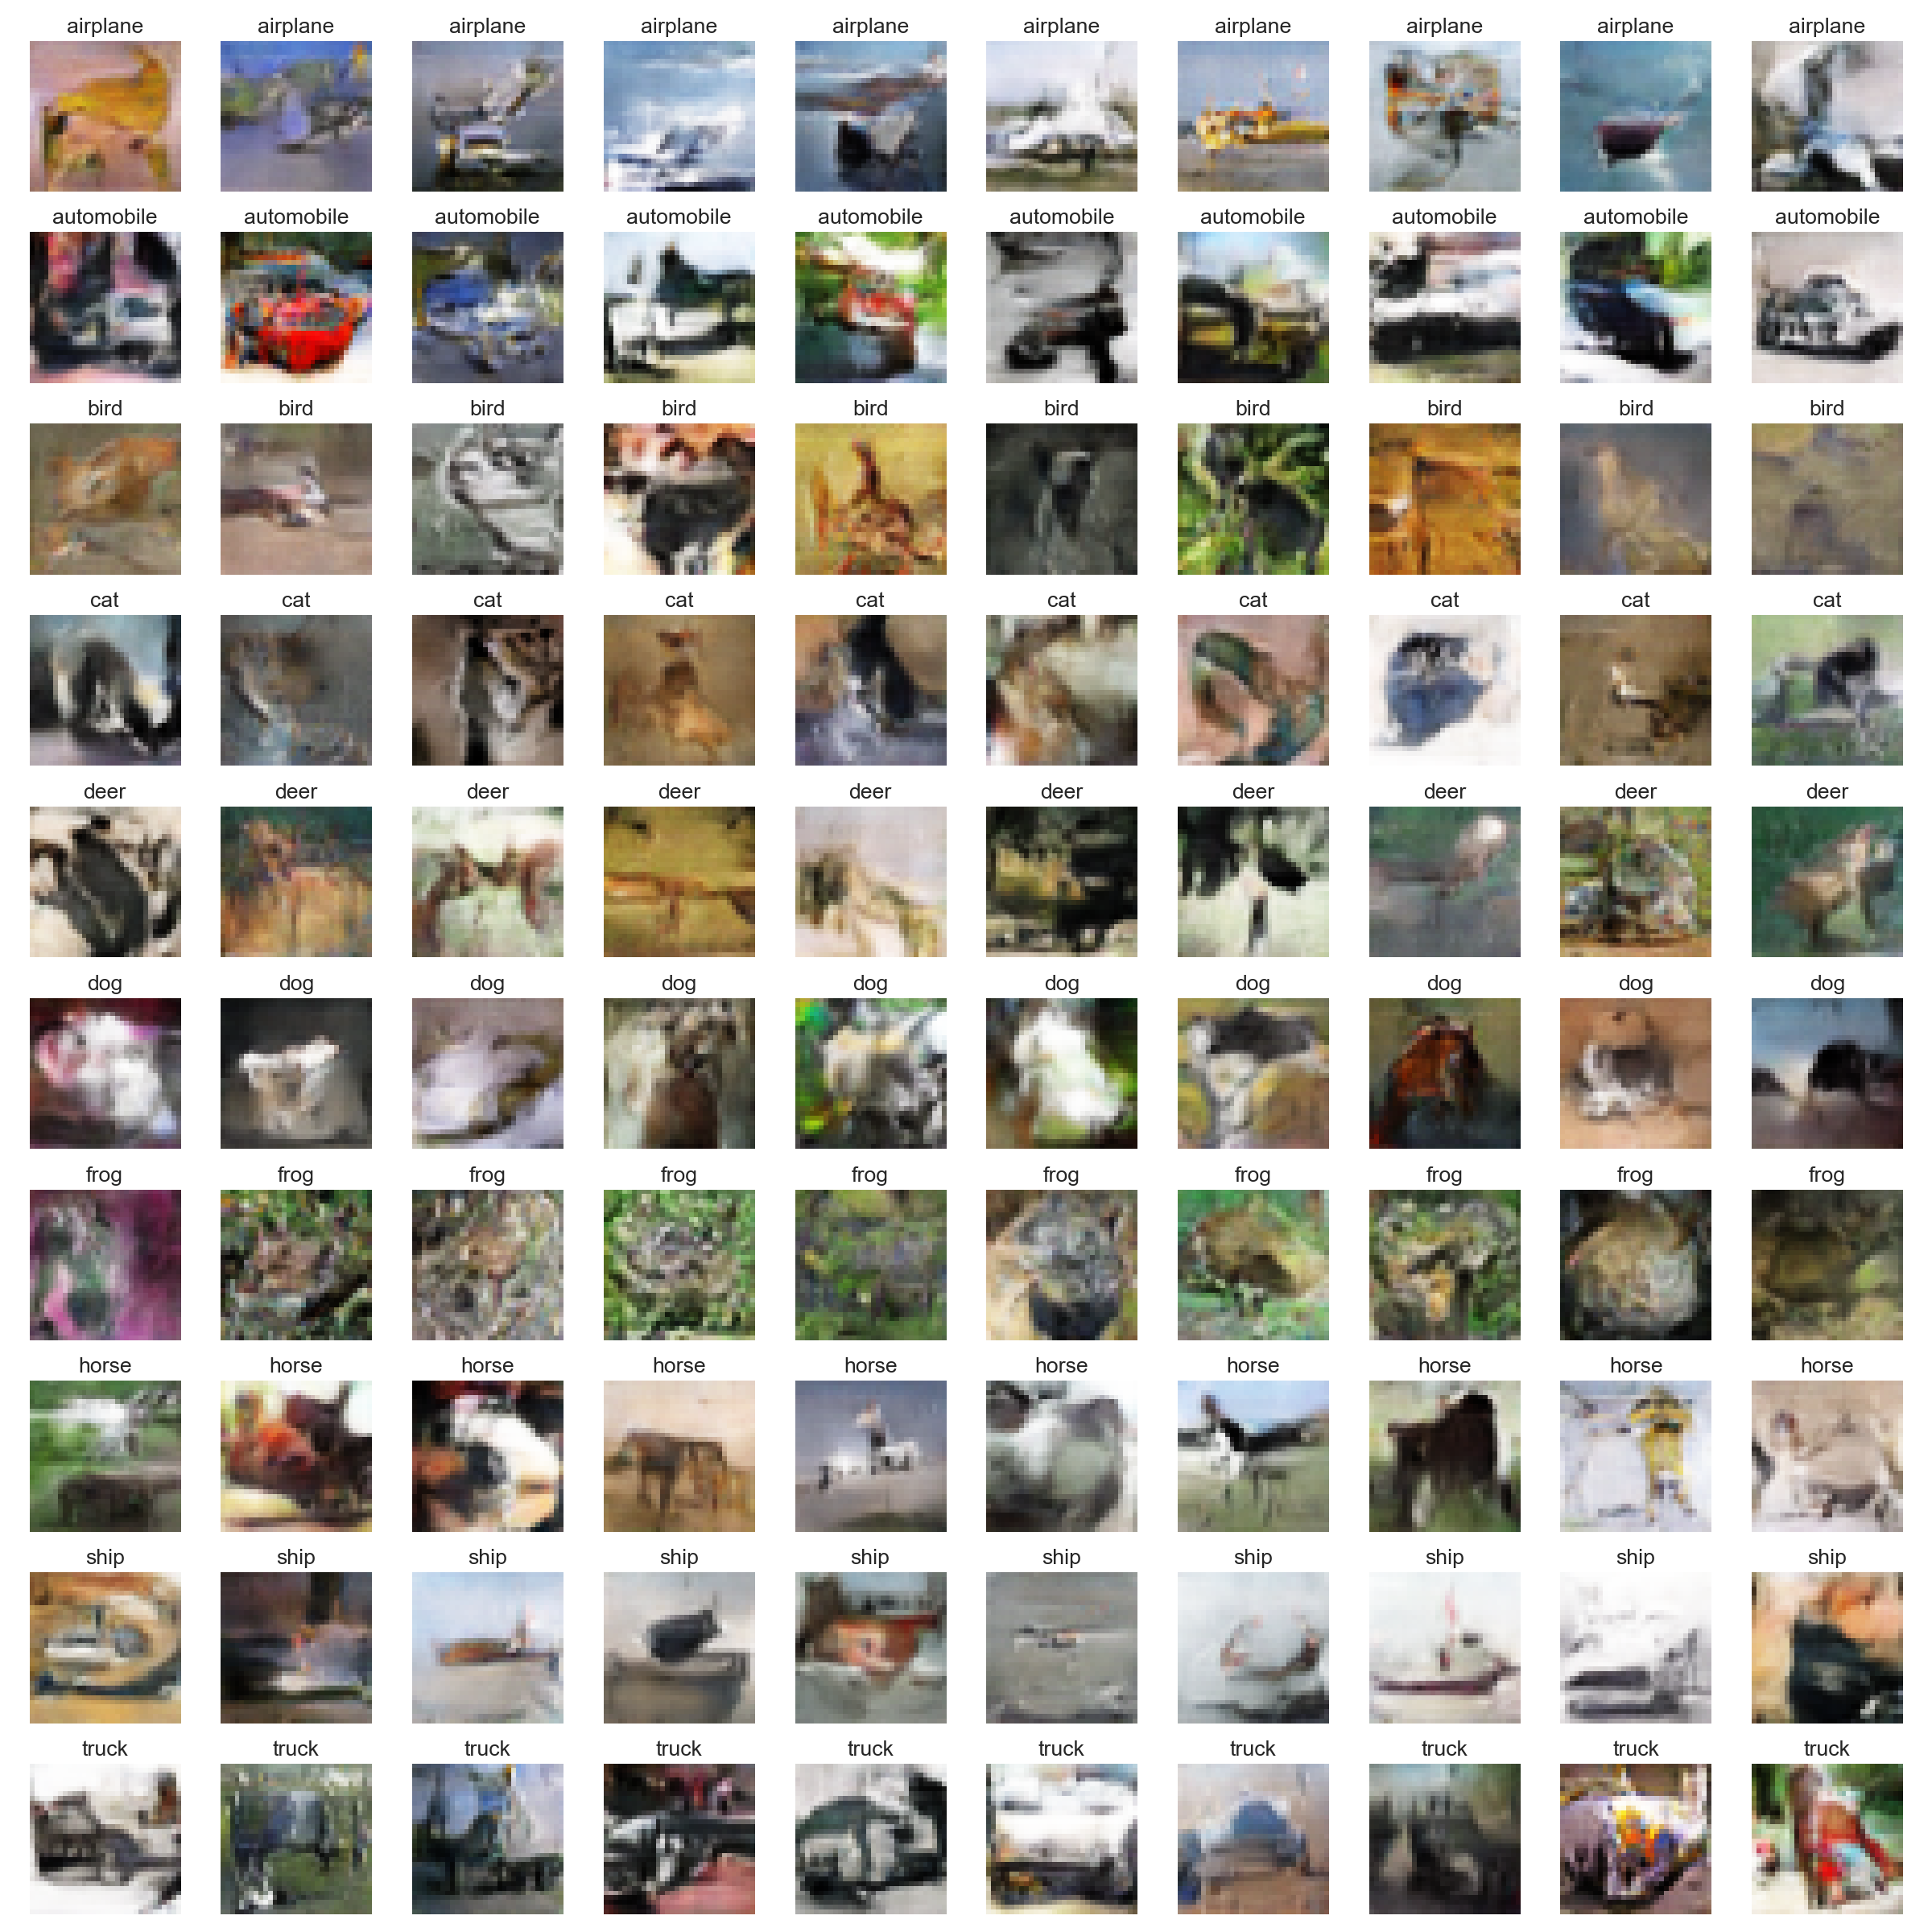 airplane airplane airplane airplane airplane airplane airplane airplane airplane airplane
automobile automobile automobile automobile automobile automobile automobile automobile automobile automobile
bird bird bird bird bird bird bird bird bird bird
cat cat cat cat cat cat cat cat cat cat
deer deer deer deer deer deer deer deer deer deer
dog dog dog dog dog dog dog dog dog dog
frog frog frog frog frog frog frog frog frog frog
horse horse horse horse horse horse horse horse horse horse
ship ship ship ship ship ship ship ship ship ship
truck truck truck truck truck truck truck truck truck truck